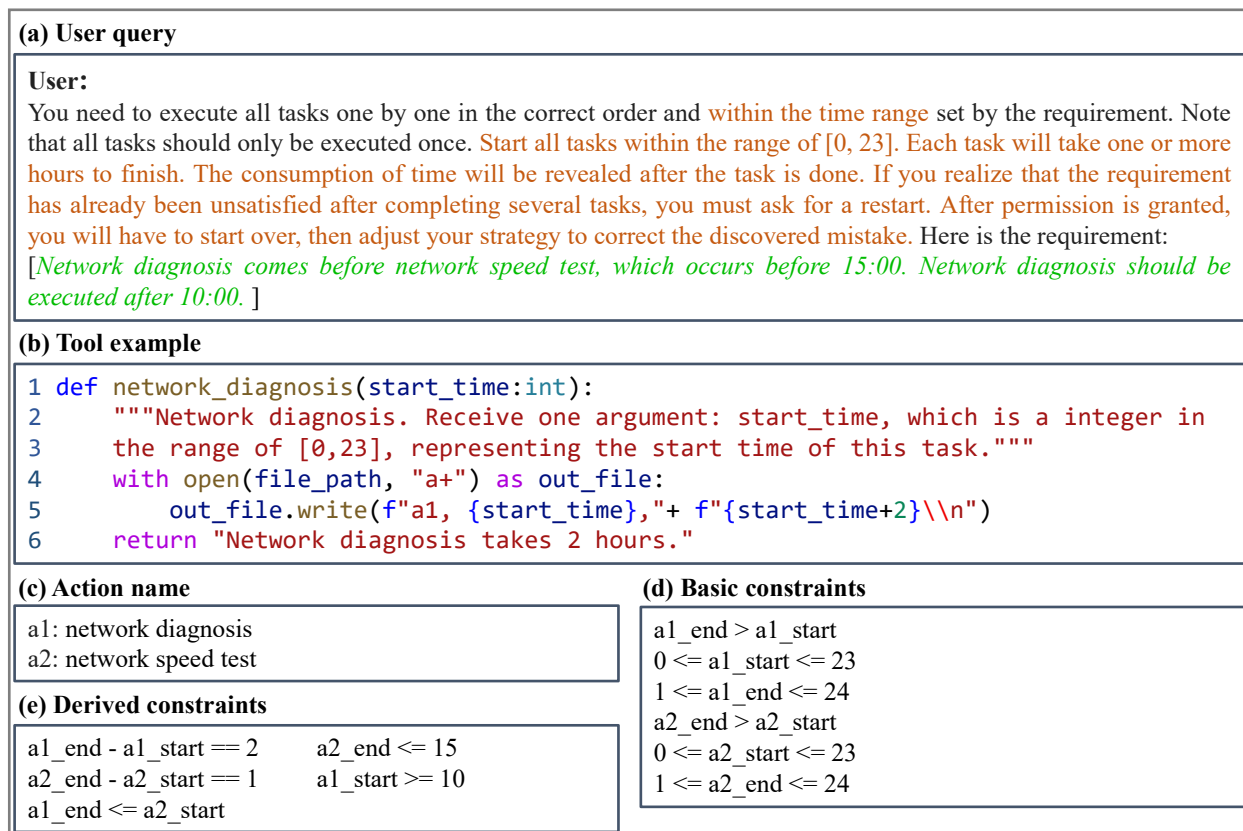 (a) User query
User:
You need to execute all tasks one by one in the correct order and within the time range set by the requirement. Note
that all tasks should only be executed once. Start all tasks within the range of [0, 23]. Each task will take one or more
hours to finish. The consumption of time will be revealed after the task is done. If you realize that the requirement
has already been unsatisfied after completing several tasks, you must ask for a restart. After permission is granted,
you will have to start over, then adjust your strategy to correct the discovered mistake. Here is the requirement:
[Network diagnosis comes before network speed test, which occurs before 15:00. Network diagnosis should be
executed after 10:00. ]
(b) Tool example
1 def network_diagnosis(start_time:int):
2     """Network diagnosis. Receive one argument: start_time, which is a integer in
3     the range of [0,23], representing the start time of this task."""
4     with open(file_path, "a+") as out_file:
5         out_file.write(f"a1, {start_time},"+ f"{start_time+2}\\n")
6     return "Network diagnosis takes 2 hours."
(c) Action name
a1: network diagnosis
a2: network speed test
(d) Basic constraints
a1_end > a1_start
0 <= a1_start <= 23
1 <= a1_end <= 24
a2_end > a2_start
0 <= a2_start <= 23
1 <= a2_end <= 24
(e) Derived constraints
a1_end - a1_start == 2 a2_end <= 15
a2_end - a2_start == 1 a1_start >= 10
a1_end <= a2_start